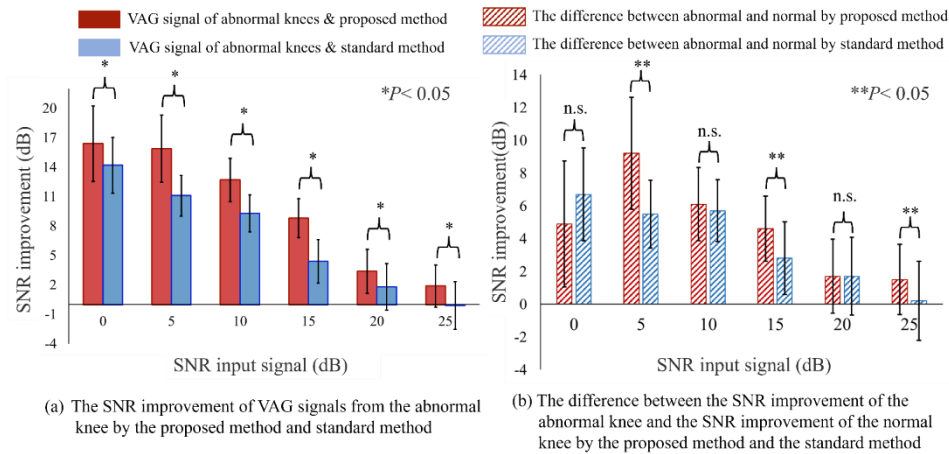 VAG signal of abnormal knees & proposed method
VAG signal of abnormal knees & standard method
The difference between abnormal and normal by proposed method
The difference between abnormal and normal by standard method
(a)
*P< 0.05
SNR improvement (dB)
20
17
14
11
8
5
2
-1
-4
*
*
*
*
*
*
0 5 10 15 20 25
SNR input signal (dB)
(b)
**P< 0.05
SNR improvement(dB)
14
12
10
8
6
4
2
0
-2
-4
n.s.
**
n.s.
**
n.s.
**
0 5 10 15 20 25
SNR input signal (dB)
(a) The SNR improvement of VAG signals from the abnormal
knee by the proposed method and standard method
(b) The difference between the SNR improvement of the
abnormal knee and the SNR improvement of the normal
knee by the proposed method and the standard method